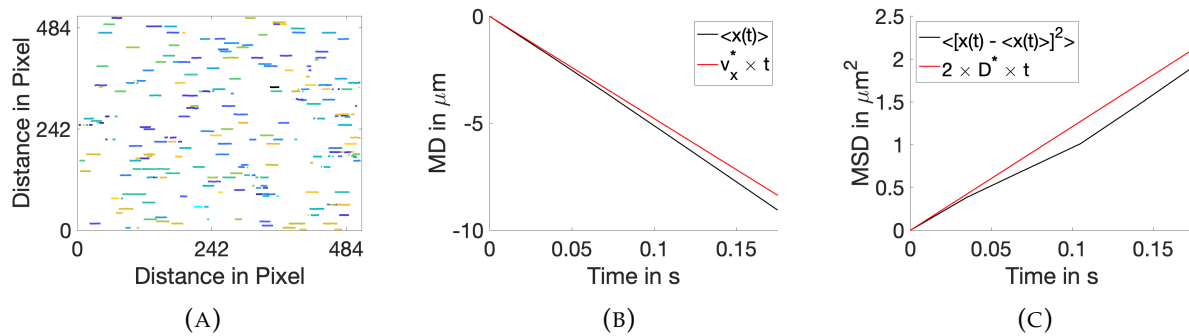 484
242
0
0
242
484
Distance in Pixel
Distance in Pixel
(A)
0
-5
-10
0
0.05
0.1
0.15
MD in μm
Time in s
<x(t)>
v*x × t
(B)
2.5
2
1.5
1
0.5
0
0
0.05
0.1
0.15
MSD in μm²
Time in s
<[x(t) - <x(t)>]²>
2 × D* × t
(C)